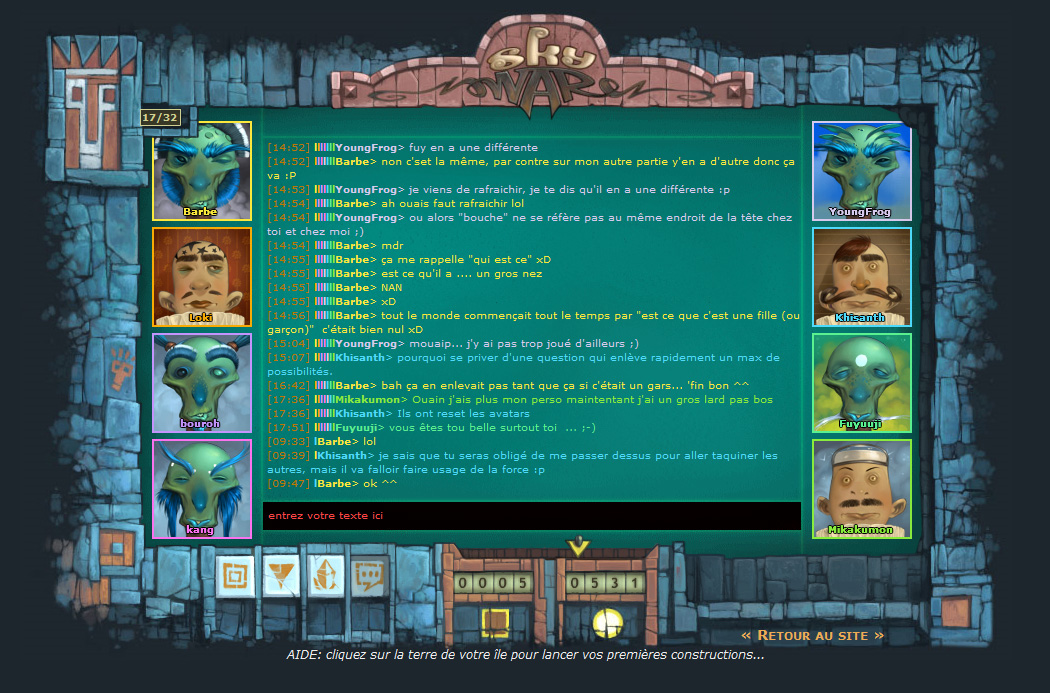 sky
WAR
17/32
Barbe
Loki
bouroh
kang
[14:52] YoungFrog> fuy en a une différente
[14:52] Barbe> non c'set la même, par contre sur mon autre partie y'en a d'autre donc ça
va :P
[14:53] YoungFrog> je viens de rafraichir, je te dis qu'il en a une différente :p
[14:54] Barbe> ah ouais faut rafraichir lol
[14:54] YoungFrog> ou alors "bouche" ne se réfère pas au même endroit de la tête chez
toi et chez moi ;)
[14:54] Barbe> mdr
[14:55] Barbe> ça me rappelle "qui est ce" xD
[14:55] Barbe> est ce qu'il a .... un gros nez
[14:55] Barbe> NAN
[14:55] Barbe> xD
[14:56] Barbe> tout le monde commençait tout le temps par "est ce que c'est une fille (ou
garçon)"  c'était bien nul xD
[15:04] YoungFrog> mouaip... j'y ai pas trop joué d'ailleurs ;)
[15:07] Khisanth> pourquoi se priver d'une question qui enlève rapidement un max de
possibilités.
[16:42] Barbe> bah ça en enlevait pas tant que ça si c'était un gars... 'fin bon ^^
[17:36] Mikakumon> Ouain j'ais plus mon perso maintentant j'ai un gros lard pas bos
[17:36] Khisanth> Ils ont reset les avatars
[17:51] Fuyuuji> vous êtes tou belle surtout toi  ... ;-)
[09:33] Barbe> lol
[09:39] Khisanth> je sais que tu seras obligé de me passer dessus pour aller taquiner les
autres, mais il va falloir faire usage de la force :p
[09:47] Barbe> ok ^^
entrez votre texte ici
YoungFrog
Khisanth
Fuyuuji
Mikakumon
0005
0531
« RETOUR AU SITE »
AIDE: cliquez sur la terre de votre île pour lancer vos premières constructions...